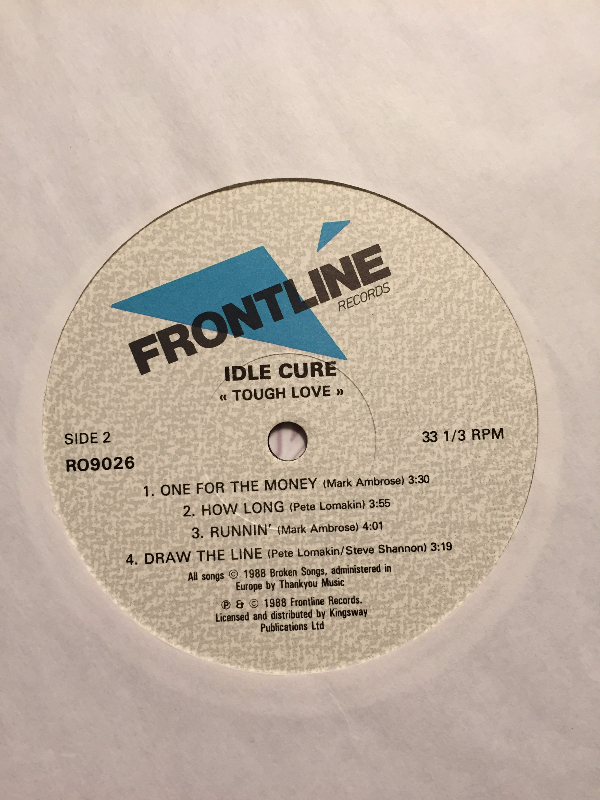 FRONTLINE
RECORDS
IDLE CURE
« TOUGH LOVE »
SIDE 2
33 1/3 RPM
RO9026
1. ONE FOR THE MONEY (Mark Ambrose) 3:30
2. HOW LONG (Pete Lomakin) 3:55
3. RUNNIN' (Mark Ambrose) 4:01
4. DRAW THE LINE (Pete Lomakin/Steve Shannon) 3:19
All songs © 1988 Broken Songs, administered in
Europe by Thankyou Music
℗ & © 1988 Frontline Records.
Licensed and distributed by Kingsway
Publications Ltd